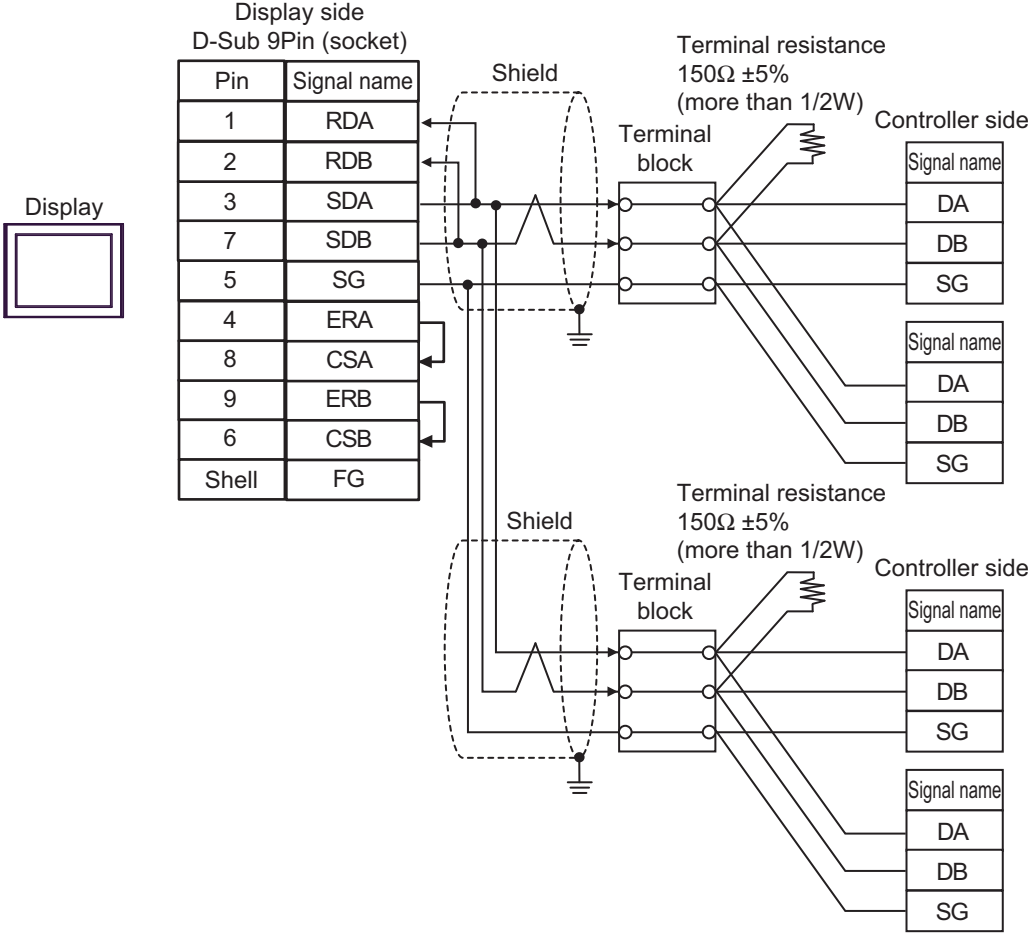 Display side
D-Sub 9Pin (socket)
Pin Signal name
1 RDA
2 RDB
3 SDA
7 SDB
5 SG
4 ERA
8 CSA
9 ERB
6 CSB
Shell FG
Display
Shield
Terminal resistance
150Ω ±5%
(more than 1/2W)
Terminal
block
Controller side
Signal name
DA
DB
SG
Signal name
DA
DB
SG
Shield
Terminal resistance
150Ω ±5%
(more than 1/2W)
Terminal
block
Controller side
Signal name
DA
DB
SG
Signal name
DA
DB
SG